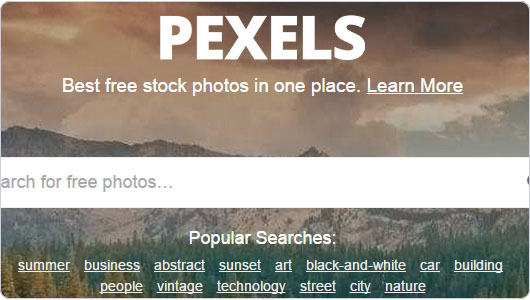 PEXELS
Best free stock photos in one place. Learn More
arch for free photos...
Popular Searches:
summer business abstract sunset art black-and-white car building
people vintage technology street city nature